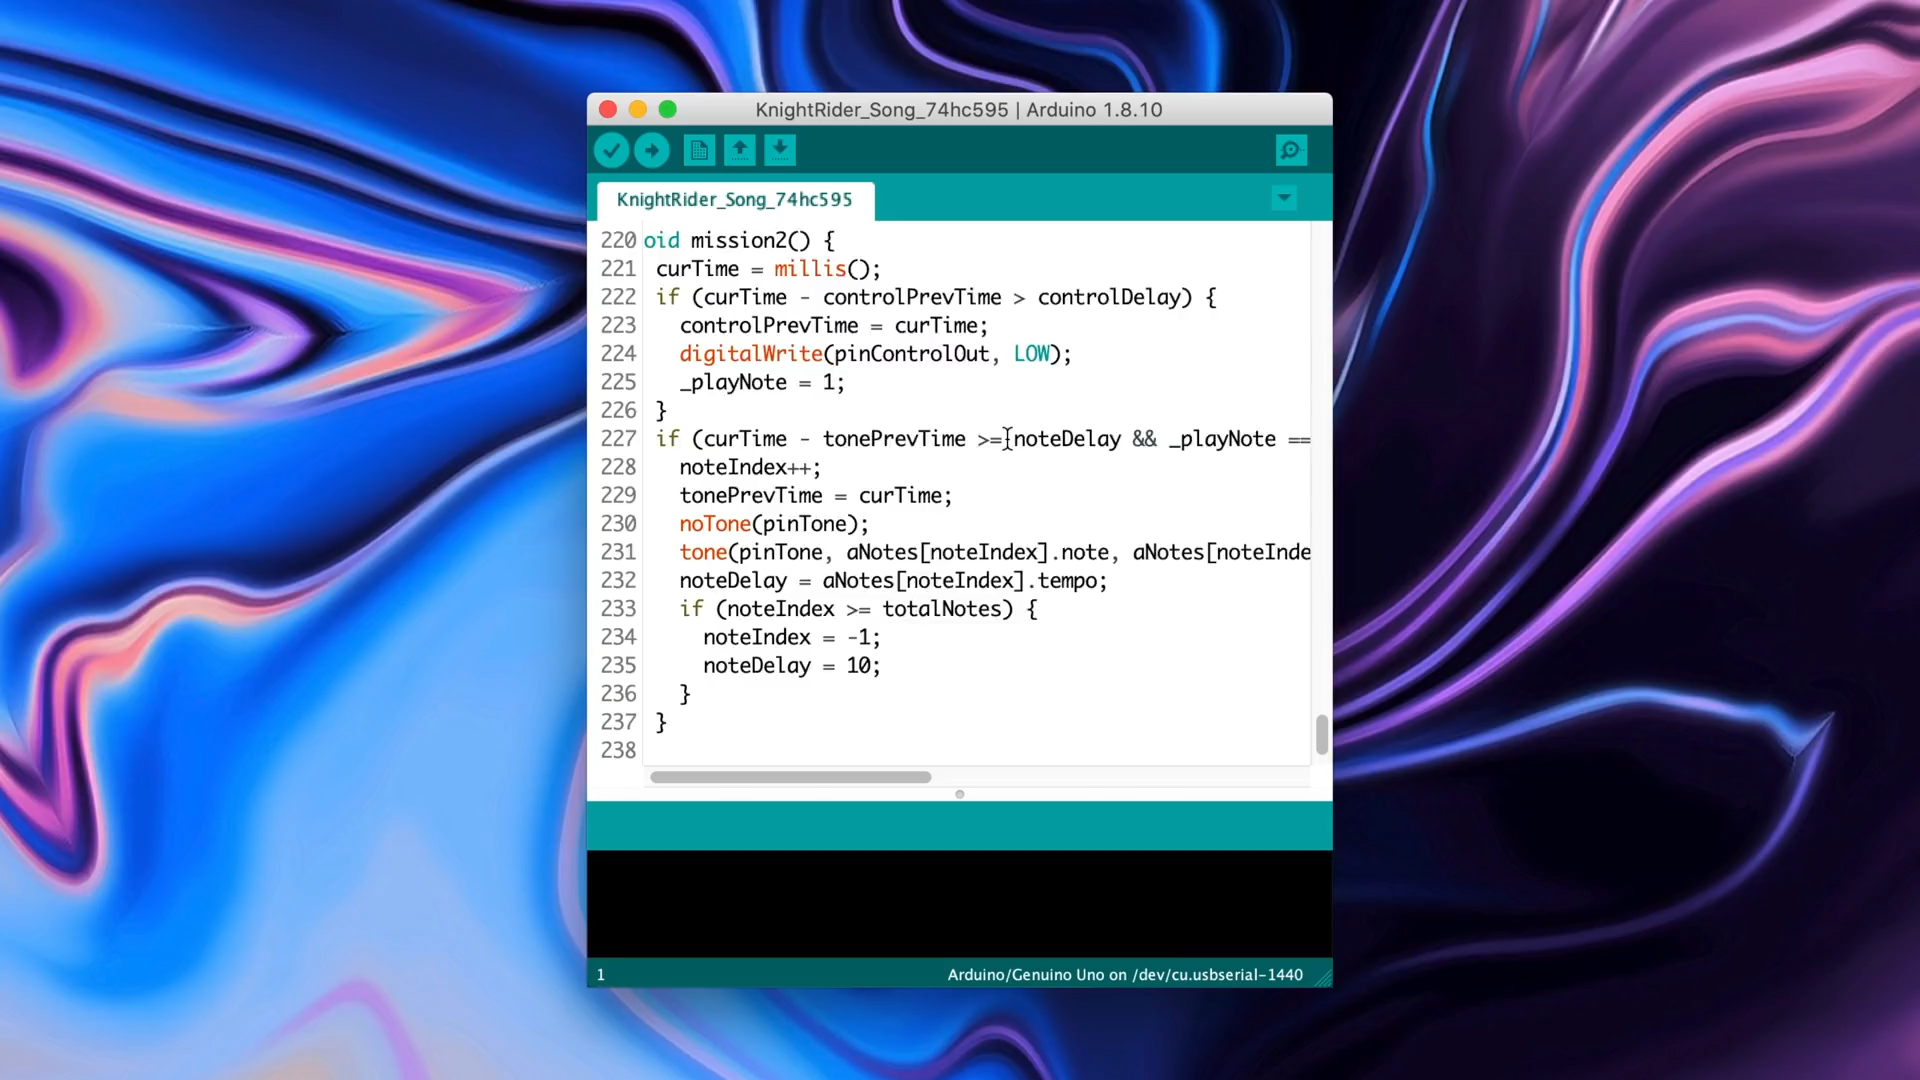 KnightRider_Song_74hc595 | Arduino 1.8.10
KnightRider_Song_74hc595
220 oid mission2() {
221 curTime = millis();
222 if (curTime - controlPrevTime > controlDelay) {
223 controlPrevTime = curTime;
224 digitalWrite(pinControlOut, LOW);
225 _playNote = 1;
226 }
227 if (curTime - tonePrevTime >= noteDelay && _playNote ==
228 noteIndex++;
229 tonePrevTime = curTime;
230 noTone(pinTone);
231 tone(pinTone, aNotes[noteIndex].note, aNotes[noteInde
232 noteDelay = aNotes[noteIndex].tempo;
233 if (noteIndex >= totalNotes) {
234 noteIndex = -1;
235 noteDelay = 10;
236 }
237 }
238
1 Arduino/Genuino Uno on /dev/cu.usbserial-1440